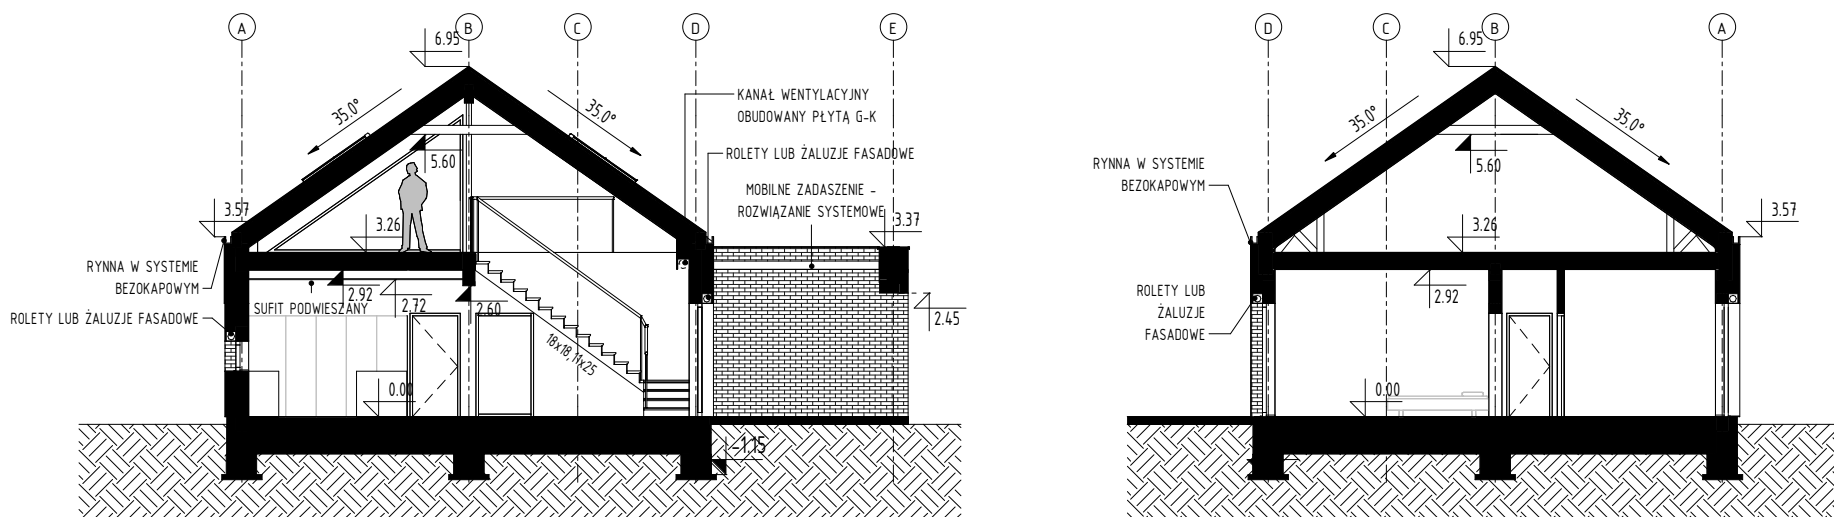 A
B
C
D
E
6.95
35.0°
35.0°
KANAŁ WENTYLACYJNY
OBUDOWANY PŁYTĄ G-K
5.60
ROLETY LUB ŻALUZJE FASADOWE
MOBILNE ZADASZENIE -
ROZWIĄZANIE SYSTEMOWE
3.57
3.26
3.37
RYNNA W SYSTEMIE
BEZOKAPOWYM
2.92
2.72
2.60
2.45
SUFIT PODWIESZANY
ROLETY LUB ŻALUZJE FASADOWE
18x18,11x25
0.00
-1.15
D
C
B
A
6.95
35.0°
35.0°
5.60
RYNNA W SYSTEMIE
BEZOKAPOWYM
3.57
3.26
2.92
ROLETY LUB
ŻALUZJE
FASADOWE
0.00